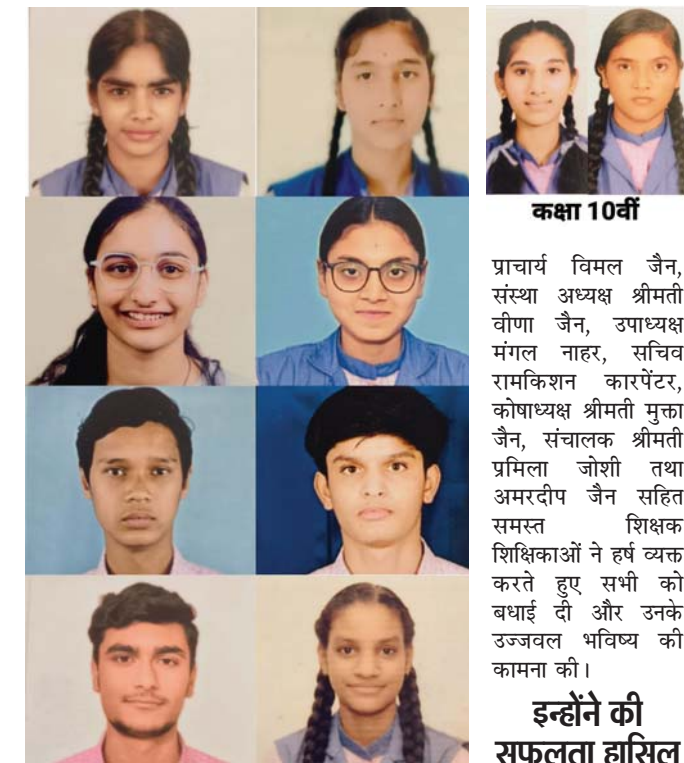 कक्षा 10वीं
प्राचार्य विमल जैन,
संस्था अध्यक्ष श्रीमती
वीणा जैन, उपाध्यक्ष
मंगल नाहर, सचिव
रामकिशन कारपेंटर,
कोषाध्यक्ष श्रीमती मुक्ता
जैन, संचालक श्रीमती
प्रमिला जोशी तथा
अमरदीप जैन सहित
समस्त शिक्षक
शिक्षिकाओं ने हर्ष व्यक्त
करते हुए सभी को
बधाई दी और उनके
उज्जवल भविष्य की
कामना की।
इन्होंने की
सफलता हासिल